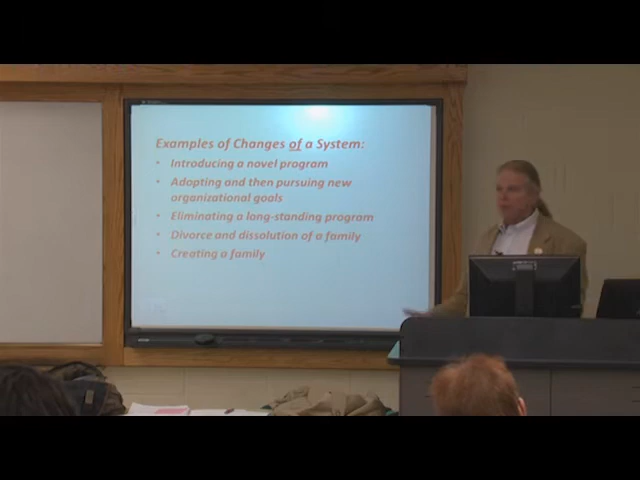 Examples of Changes of a System:
• Introducing a novel program
• Adopting and then pursuing new
organizational goals
• Eliminating a long-standing program
• Divorce and dissolution of a family
• Creating a family